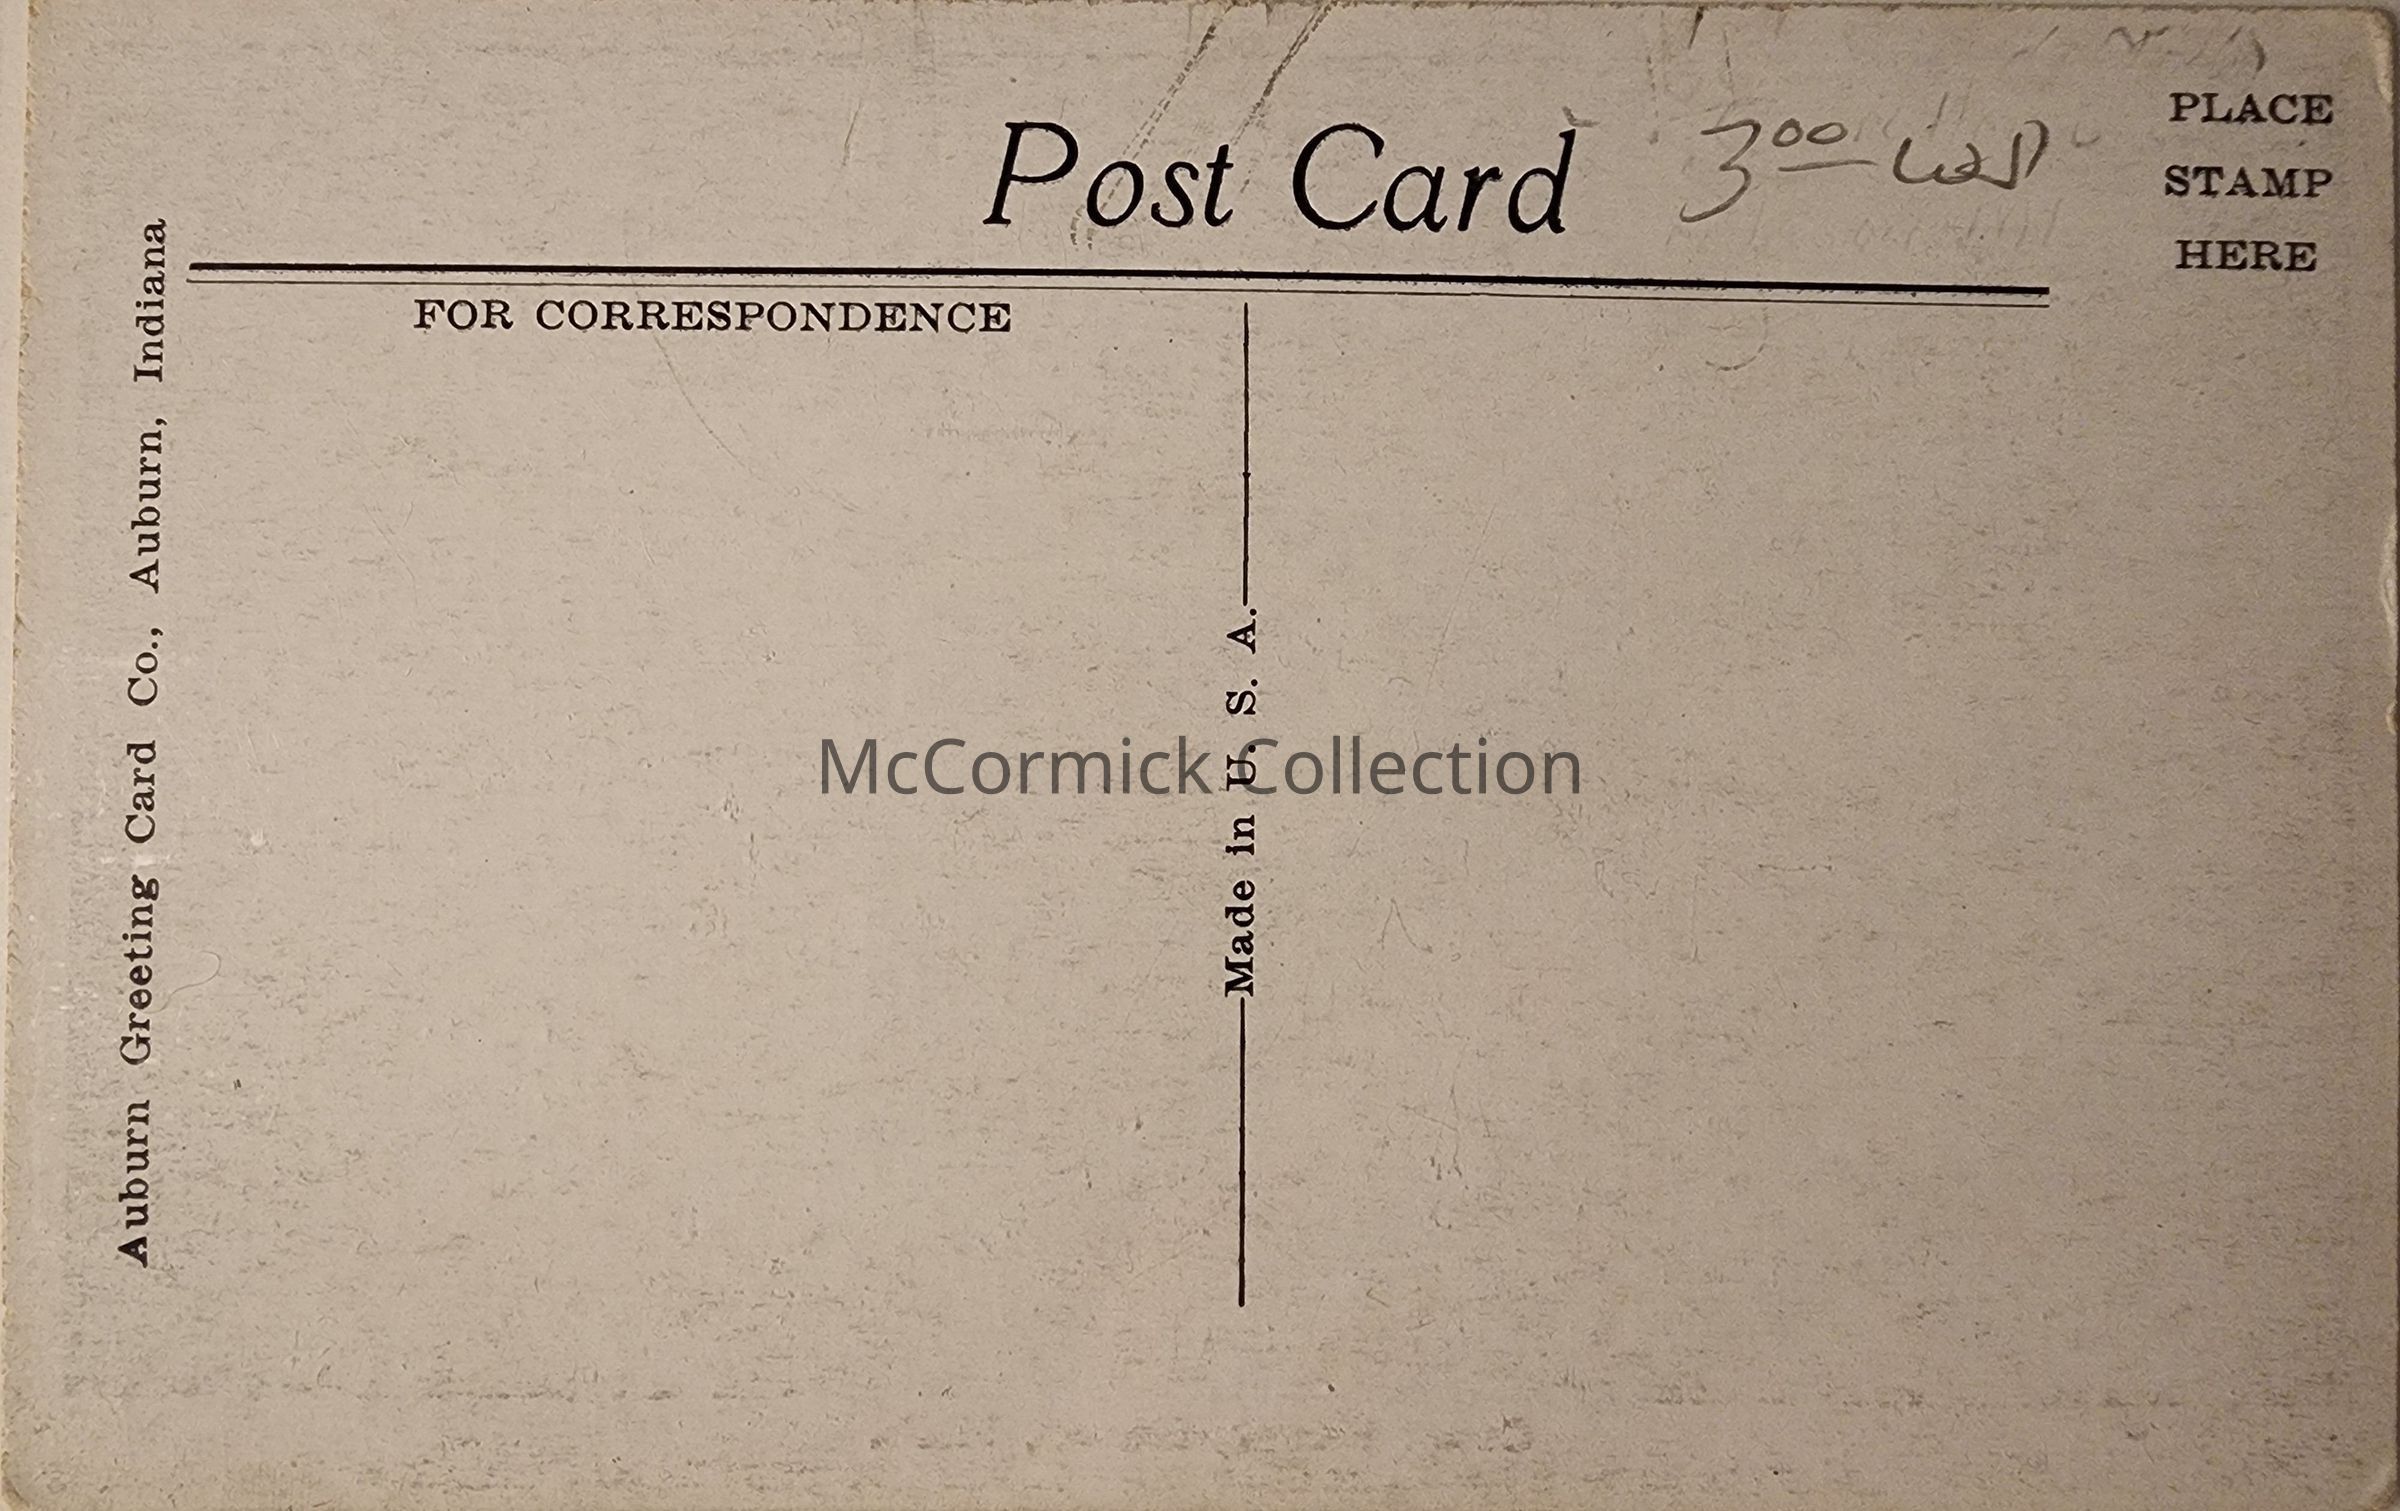 Post Card
3⁰⁰
PLACE
STAMP
HERE
FOR CORRESPONDENCE
Auburn Greeting Card Co., Auburn, Indiana
Made in U. S. A.
McCormick Collection